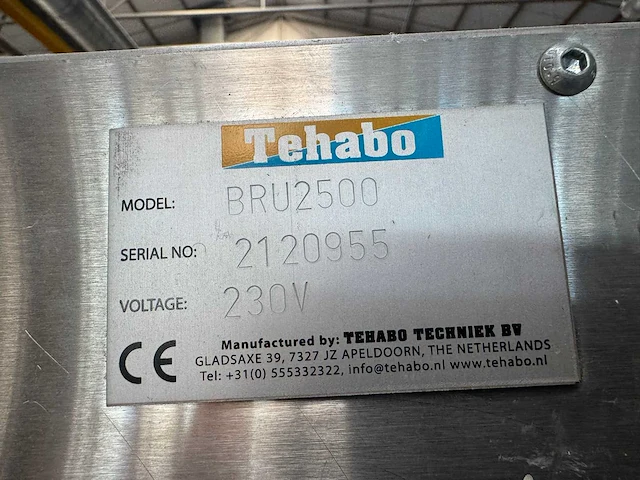 Tehabo
MODEL: BRU2500
SERIAL NO: 2120955
VOLTAGE: 230V
Manufactured by: TEHABO TECHNIEK BV
CE GLADSAXE 39, 7327 JZ APELDOORN, THE NETHERLANDS
Tel: +31(0) 555332322, info@tehabo.nl www.tehabo.nl